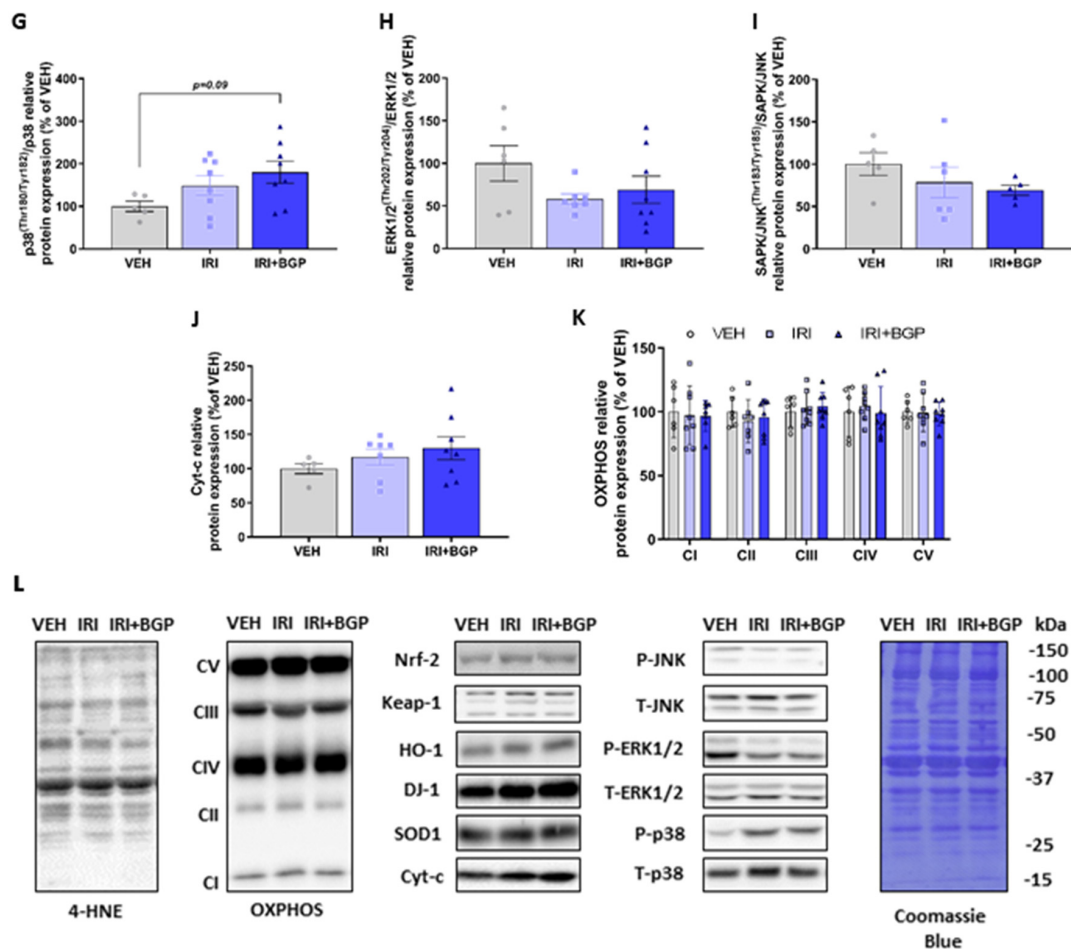 G
p38(Thr180/Tyr182)/p38 relative
protein expression (% of VEH)
400
300
200
100
0
p=0.09
VEH IRI IRI+BGP
H
ERK1/2(Thr202/Tyr204)/ERK1/2
relative protein expression (% of VEH)
200
150
100
50
0
VEH IRI IRI+BGP
I
SAPK/JNK(Thr183/Tyr185)/SAPK/JNK
relative protein expression (% of VEH)
200
150
100
50
0
VEH IRI IRI+BGP
J
Cyt-c relative
protein expression (%of VEH)
250
200
150
100
50
0
VEH IRI IRI+BGP
K
VEH IRI IRI+BGP
OXPHOS relative
protein expression (% of VEH)
150
100
50
0
CI CII CIII CIV CV
L
VEH IRI IRI+BGP
4-HNE
VEH IRI IRI+BGP
CV
CIII
CIV
CII
CI
OXPHOS
VEH IRI IRI+BGP
Nrf-2
Keap-1
HO-1
DJ-1
SOD1
Cyt-c
VEH IRI IRI+BGP
P-JNK
T-JNK
P-ERK1/2
T-ERK1/2
P-p38
T-p38
VEH IRI IRI+BGP kDa
-150
-100
-75
-50
-37
-25
-15
Coomassie
Blue